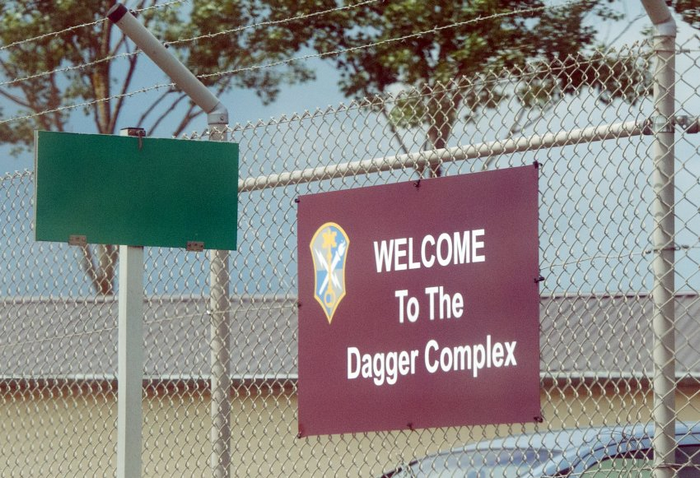 WELCOME
To The
Dagger Complex